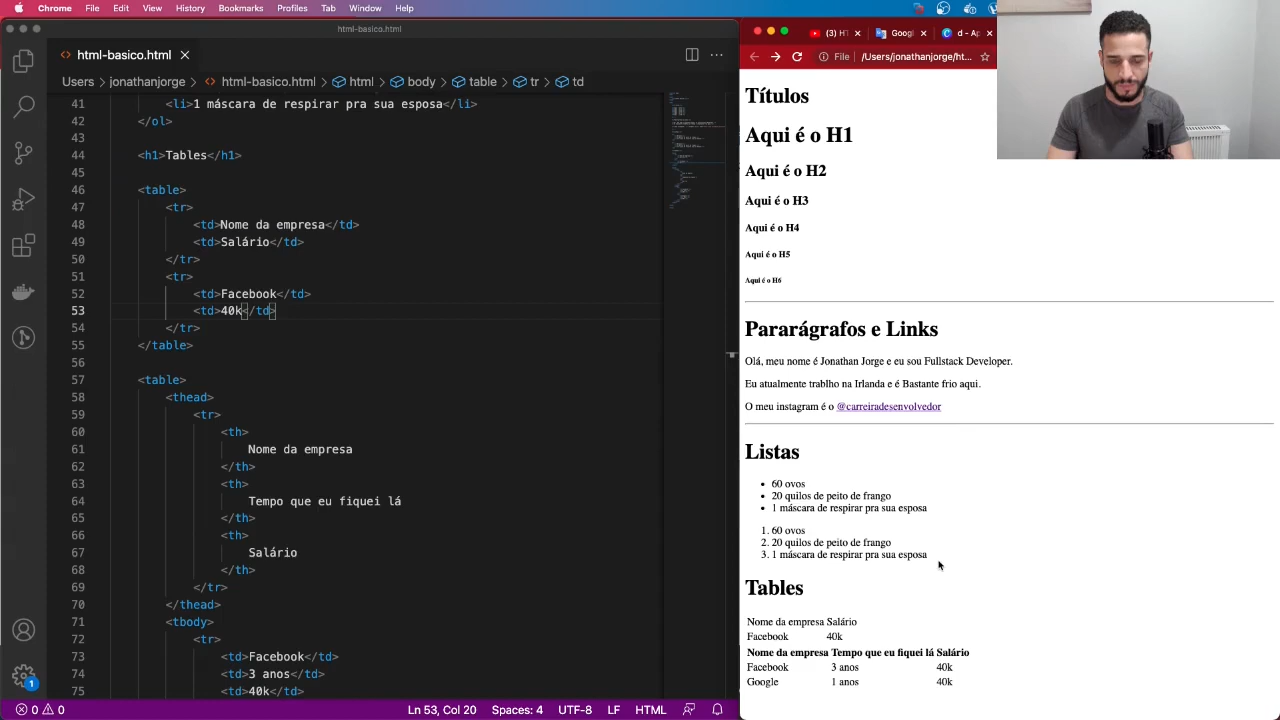 Code File Edit Selection View Go Run Terminal Window Help
html-basico.html
html-basico.html
Users > jonathanjorge > html-basico.html > html > body > table > tr > td
41 <li>1 máscara de respirar pra sua esposa</li>
42 </ol>
43
44 <h1>Tables</h1>
45
46 <table>
47 <tr>
48 <td>Nome da empresa</td>
49 <td>Salário</td>
50 </tr>
51 <tr>
52 <td>Facebook</td>
53 <td>40k</td>
54 </tr>
55 </table>
56
57 <table>
58 <thead>
59 <tr>
60 <th>
61 Nome da empresa
62 </th>
63 <th>
64 Tempo que eu fiquei lá
65 </th>
66 <th>
67 Salário
68 </th>
69 </tr>
70 </thead>
71 <tbody>
72 <tr>
73 <td>Facebook</td>
74 <td>3 anos</td>
75 <td>40k</td>
1
0 0
Ln 53, Col 20 Spaces: 4 UTF-8 LF HTML
(3) HT
Googl
d - Ap
File /Users/jonathanjorge/ht...
Títulos
Aqui é o H1
Aqui é o H2
Aqui é o H3
Aqui é o H4
Aqui é o H5
Aqui é o H6
Pararágrafos e Links
Olá, meu nome é Jonathan Jorge e eu sou Fullstack Developer.
Eu atualmente trablho na Irlanda e é Bastante frio aqui.
O meu instagram é o @carreiradesenvolvedor
Listas
• 60 ovos
• 20 quilos de peito de frango
• 1 máscara de respirar pra sua esposa
1. 60 ovos
2. 20 quilos de peito de frango
3. 1 máscara de respirar pra sua esposa
Tables
Nome da empresa Salário
Facebook 40k
Nome da empresa Tempo que eu fiquei lá Salário
Facebook 3 anos 40k
Google 1 anos 40k